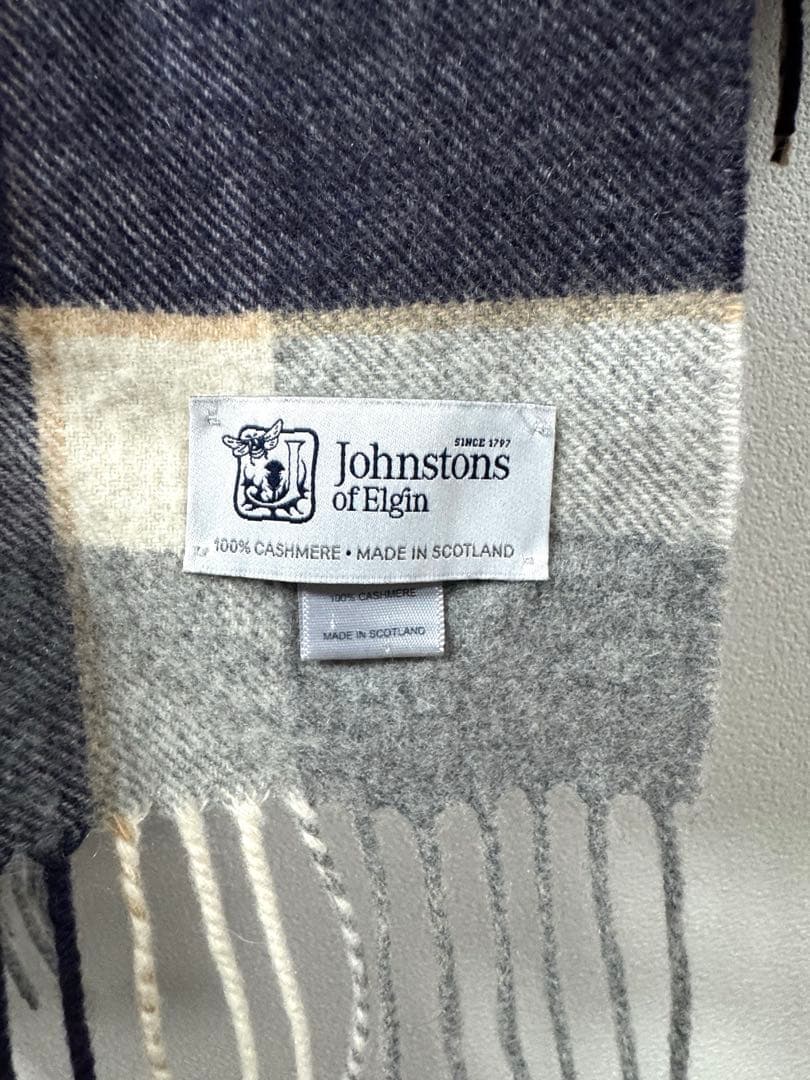 SINCE 1797
Johnstons
of Elgin
100% CASHMERE • MADE IN SCOTLAND
100% CASHMERE
MADE IN SCOTLAND